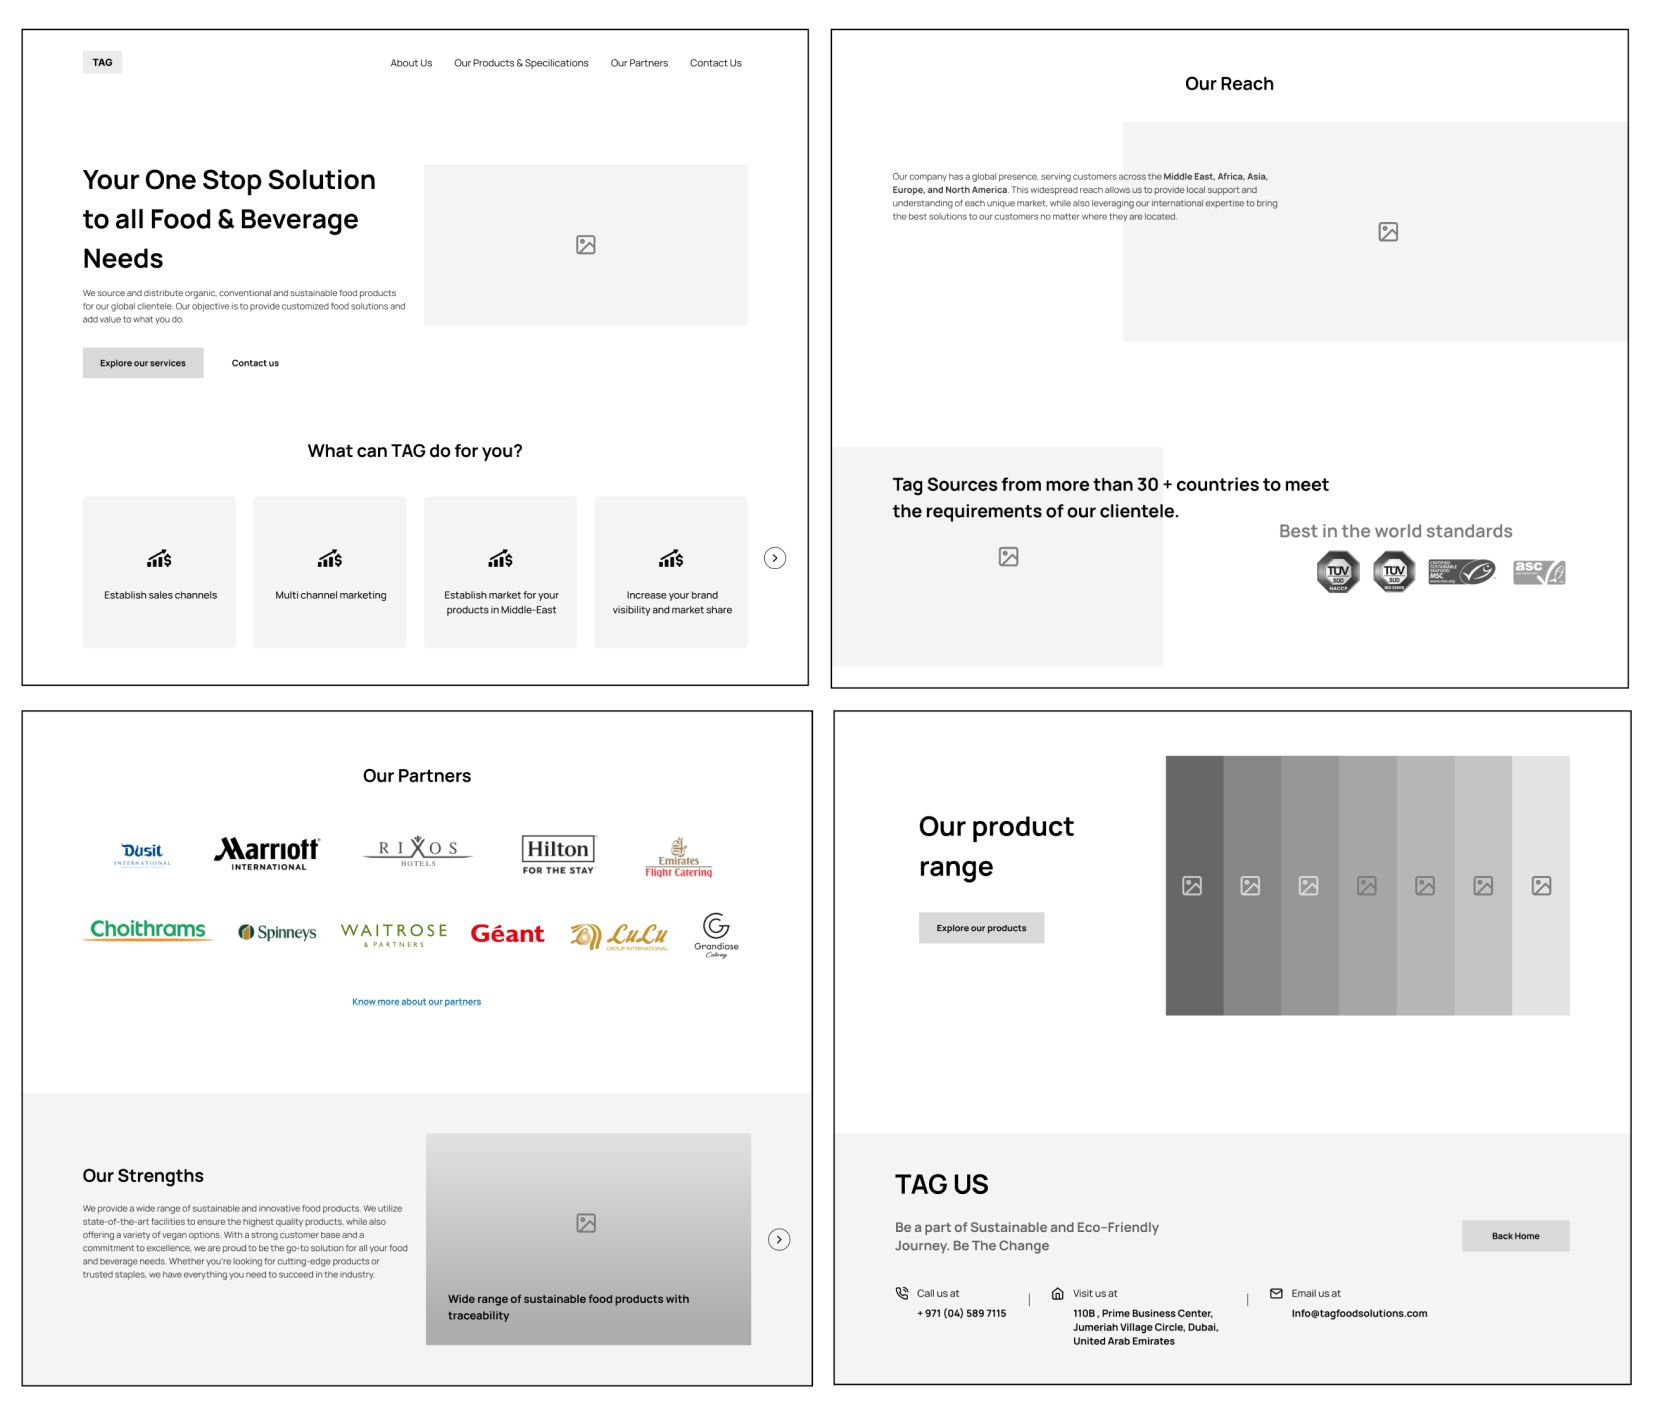 TAG
About Us
Our Products & Specilications
Our Partners
Contact Us
Your One Stop Solution
to all Food & Beverage
Needs
We source and distribute organic, conventional and sustainable food products
for our global clientele. Our objective is to provide customized food solutions and
add value to what you do.
Explore our services
Contact us
What can TAG do for you?
Establish sales channels
Multi channel marketing
Establish market for your
products in Middle-East
Increase your brand
visibility and market share
Our Reach
Our company has a global presence, serving customers across the Middle East, Africa, Asia,
Europe, and North America. This widespread reach allows us to provide local support and
understanding of each unique market, while also leveraging our international expertise to bring
the best solutions to our customers no matter where they are located.
Tag Sources from more than 30 + countries to meet
the requirements of our clientele.
Best in the world standards
TÜV
SÜD
HACCP
TÜV
SÜD
ISO 22000
CERTIFIED
SUSTAINABLE
SEAFOOD
MSC
www.msc.org
asc
Our Partners
Dusit
INTERNATIONAL
Marriott
INTERNATIONAL
RIXOS
HOTELS
Hilton
FOR THE STAY
Emirates
Flight Catering
Choithrams
Spinneys
WAITROSE
& PARTNERS
Géant
LuLu
GROUP INTERNATIONAL
Grandiose
Catering
Know more about our partners
Our Strengths
We provide a wide range of sustainable and innovative food products. We utilize
state-of-the-art facilities to ensure the highest quality products, while also
offering a variety of vegan options. With a strong customer base and a
commitment to excellence, we are proud to be the go-to solution for all your food
and beverage needs. Whether you're looking for cutting-edge products or
trusted staples, we have everything you need to succeed in the industry.
Wide range of sustainable food products with
traceability
Our product
range
Explore our products
TAG US
Be a part of Sustainable and Eco-Friendly
Journey. Be The Change
Back Home
Call us at
+ 971 (04) 589 7115
Visit us at
110B , Prime Business Center,
Jumeriah Village Circle, Dubai,
United Arab Emirates
Email us at
Info@tagfoodsolutions.com